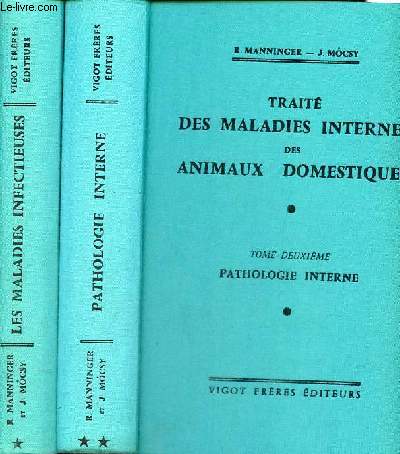 Le-livre.com
VIGOT FRÈRES
ÉDITEURS
LES MALADIES INFECTIEUSES
R. MANNINGER
ET J. MÓCSY
★
VIGOT FRÈRES
ÉDITEURS
PATHOLOGIE INTERNE
R. MANNINGER
ET J. MÓCSY
★ ★
R. MANNINGER — J. MÓCSY
TRAITÉ
DES MALADIES INTERNE
DES
ANIMAUX DOMESTIQUE
TOME DEUXIÈME
PATHOLOGIE INTERNE
VIGOT FRÈRES ÉDITEURS